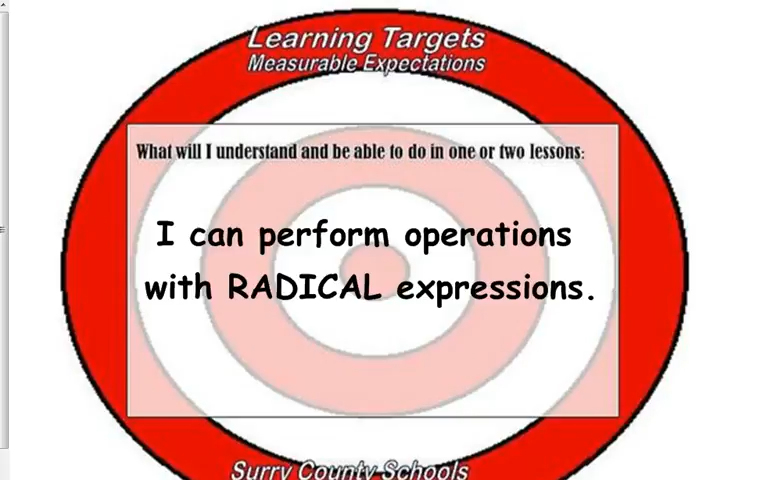 Learning Targets
Measurable Expectations
What will I understand and be able to do in one or two lessons:
I can perform operations
with RADICAL expressions.
Surry County Schools